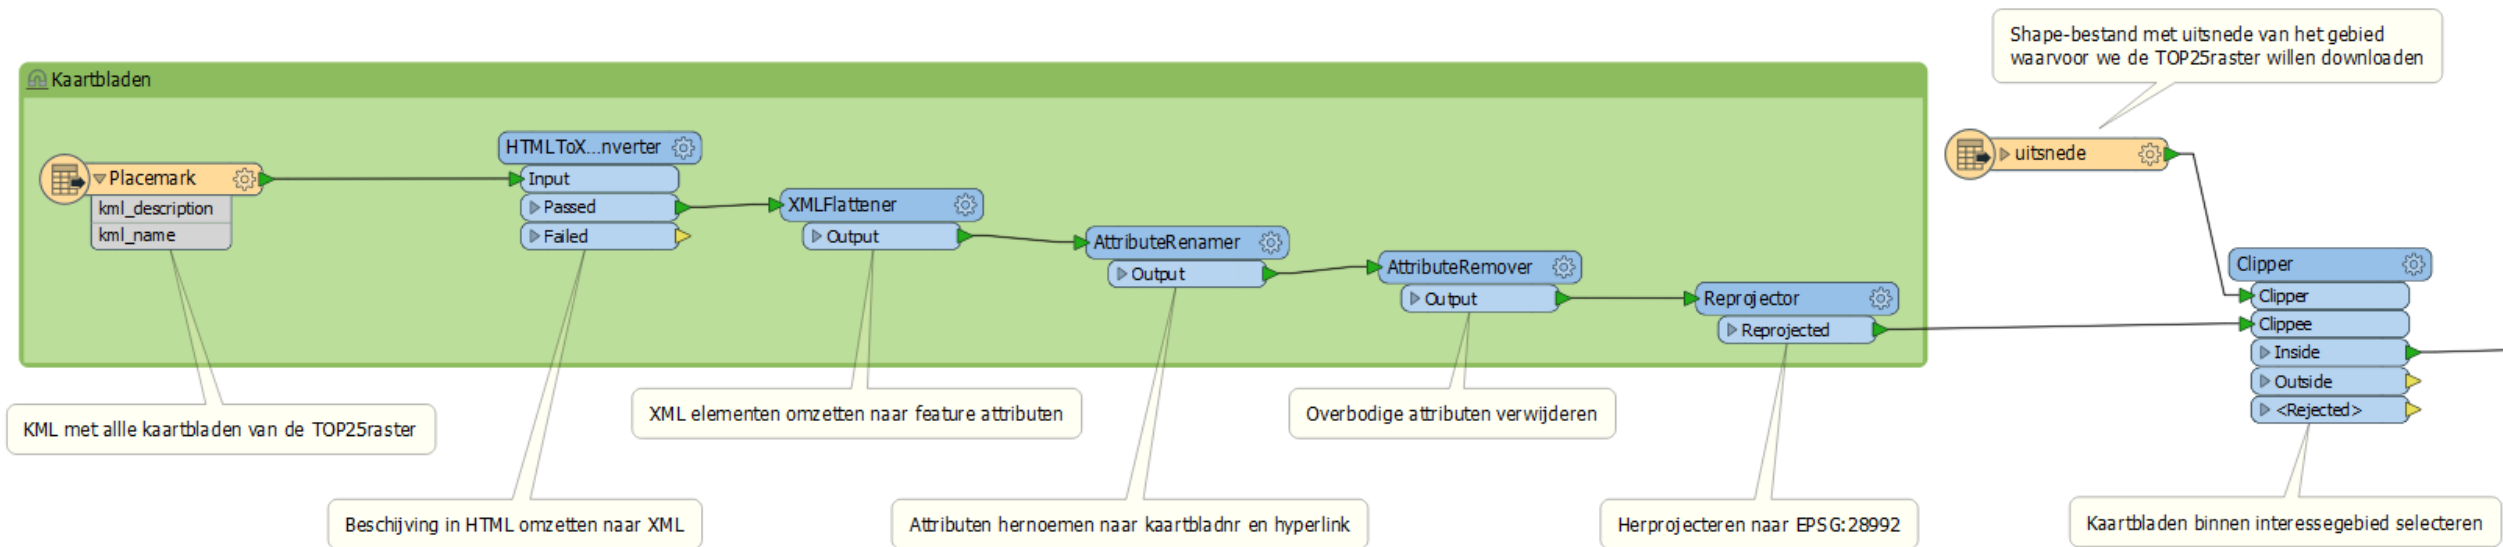 Shape-bestand met uitsnede van het gebied
waarvoor we de TOP25raster willen downloaden
Kaartbladen
Placemark
kml_description
kml_name
HTMLToX...nverter
Input
Passed
Failed
XMLFlattener
Output
AttributeRenamer
Output
AttributeRemover
Output
Reprojector
Reprojected
uitsnede
Clipper
Clipper
Clippee
Inside
Outside
<Rejected>
KML met allle kaartbladen van de TOP25raster
XML elementen omzetten naar feature attributen
Overbodige attributen verwijderen
Beschijving in HTML omzetten naar XML
Attributen hernoemen naar kaartbladnr en hyperlink
Herprojecteren naar EPSG:28992
Kaartbladen binnen interessegebied selecteren